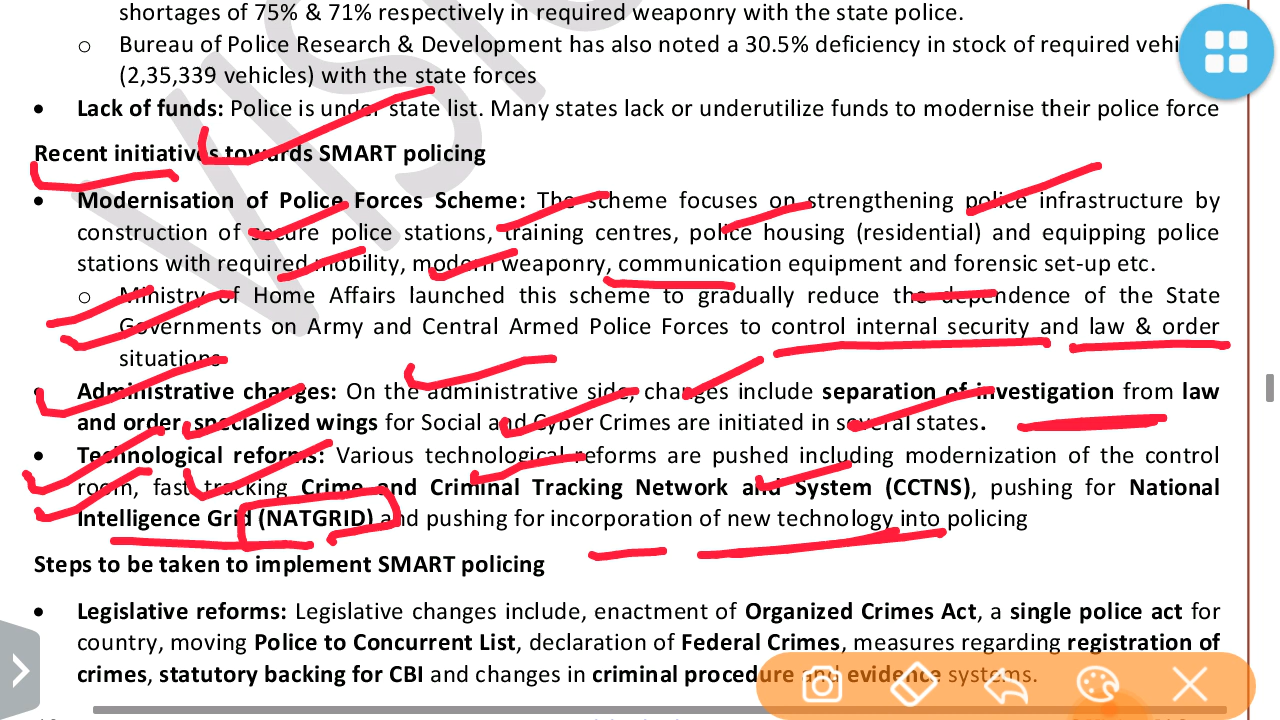 shortages of 75% & 71% respectively in required weaponry with the state police.
o Bureau of Police Research & Development has also noted a 30.5% deficiency in stock of required
(2,35,339 vehicles) with the state forces
• Lack of funds: Police is under state list. Many states lack or underutilize funds to modernise their police force
Recent initiatives towards SMART policing
• Modernisation of Police Forces Scheme: The scheme focuses on strengthening police infrastructure by
construction of secure police stations, training centres, police housing (residential) and equipping police
stations with required mobility, modern weaponry, communication equipment and forensic set-up etc.
o Ministry of Home Affairs launched this scheme to gradually reduce the dependence of the State
Governments on Army and Central Armed Police Forces to control internal security and law & order
situations
• Administrative changes: On the administrative side, changes include separation of investigation from law
and order, specialized wings for Social and Cyber Crimes are initiated in several states.
• Technological reforms: Various technological reforms are pushed including modernization of the control
room, fast tracking Crime and Criminal Tracking Network and System (CCTNS), pushing for National
Intelligence Grid (NATGRID) and pushing for incorporation of new technology into policing
Steps to be taken to implement SMART policing
• Legislative reforms: Legislative changes include, enactment of Organized Crimes Act, a single police act for
country, moving Police to Concurrent List, declaration of Federal Crimes, measures regarding registration of
crimes, statutory backing for CBI and changes in criminal procedure and evidence systems.